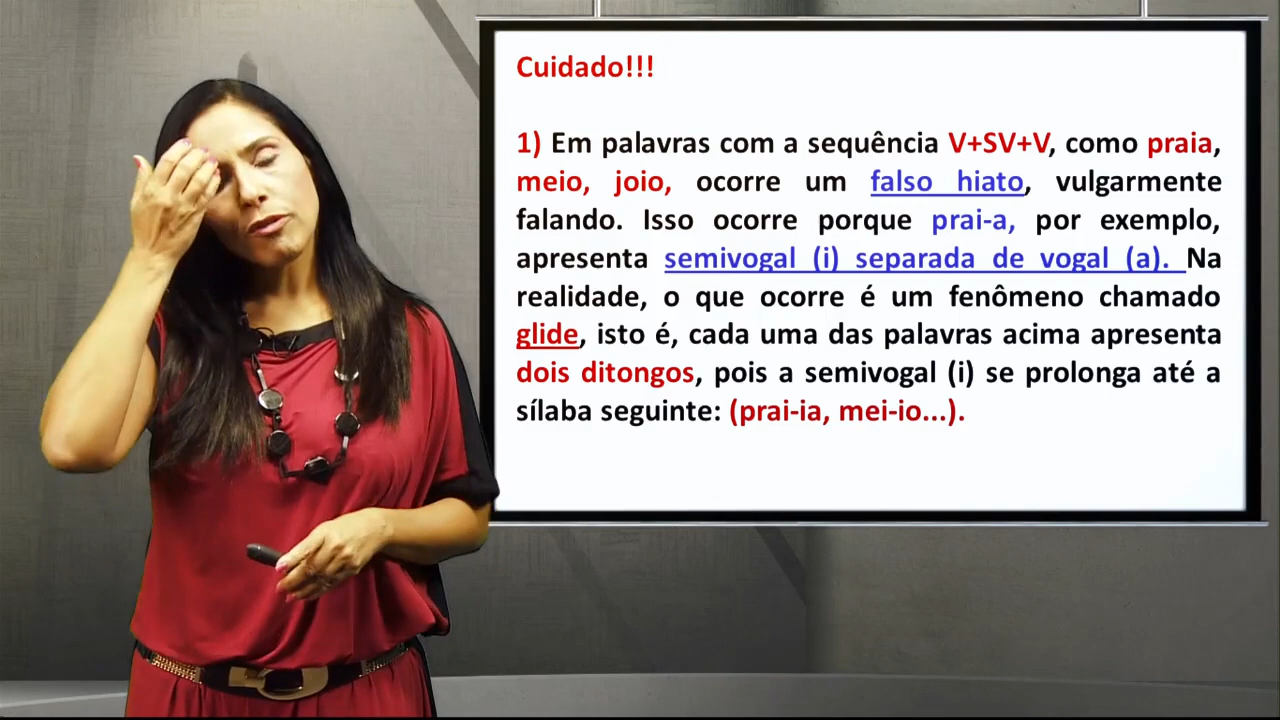 Cuidado!!!
1) Em palavras com a sequência V+SV+V, como praia,
meio, joio, ocorre um falso hiato, vulgarmente
falando. Isso ocorre porque prai-a, por exemplo,
apresenta semivogal (i) separada de vogal (a). Na
realidade, o que ocorre é um fenômeno chamado
glide, isto é, cada uma das palavras acima apresenta
dois ditongos, pois a semivogal (i) se prolonga até a
sílaba seguinte: (prai-ia, mei-io...).